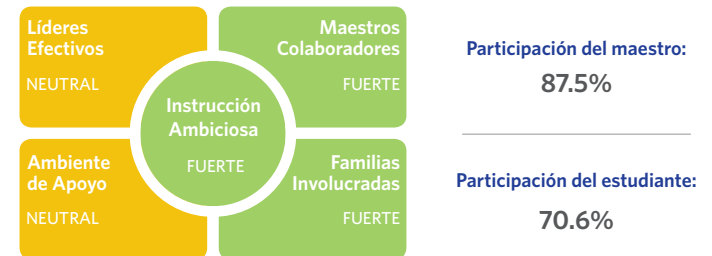 Líderes
Efectivos
NEUTRAL
Maestros
Colaboradores
FUERTE
Instrucción
Ambiciosa
FUERTE
Ambiente
de Apoyo
NEUTRAL
Familias
Involucradas
FUERTE
Participación del maestro:
87.5%
Participación del estudiante:
70.6%